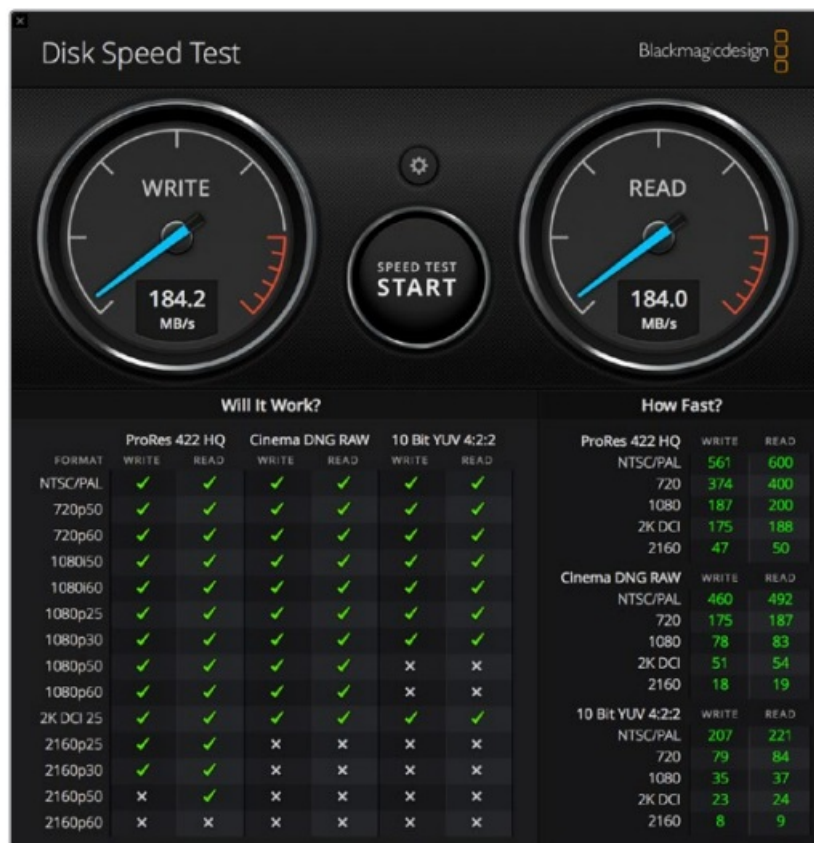 Disk Speed Test
Blackmagicdesign
WRITE
184.2
MB/s
SPEED TEST
START
READ
184.0
MB/s
Will It Work?
ProRes 422 HQ Cinema DNG RAW 10 Bit YUV 4:2:2
FORMAT WRITE READ WRITE READ WRITE READ
NTSC/PAL ✓ ✓ ✓ ✓ ✓ ✓
720p50 ✓ ✓ ✓ ✓ ✓ ✓
720p60 ✓ ✓ ✓ ✓ ✓ ✓
1080i50 ✓ ✓ ✓ ✓ ✓ ✓
1080i60 ✓ ✓ ✓ ✓ ✓ ✓
1080p25 ✓ ✓ ✓ ✓ ✓ ✓
1080p30 ✓ ✓ ✓ ✓ ✓ ✓
1080p50 ✓ ✓ ✓ ✓ × ×
1080p60 ✓ ✓ ✓ ✓ × ×
2K DCI 25 ✓ ✓ ✓ ✓ ✓ ✓
2160p25 ✓ ✓ × × × ×
2160p30 ✓ ✓ × × × ×
2160p50 × ✓ × × × ×
2160p60 × × × × × ×
How Fast?
ProRes 422 HQ WRITE READ
NTSC/PAL 561 600
720 374 400
1080 187 200
2K DCI 175 188
2160 47 50
Cinema DNG RAW WRITE READ
NTSC/PAL 460 492
720 175 187
1080 78 83
2K DCI 51 54
2160 18 19
10 Bit YUV 4:2:2 WRITE READ
NTSC/PAL 207 221
720 79 84
1080 35 37
2K DCI 23 24
2160 8 9